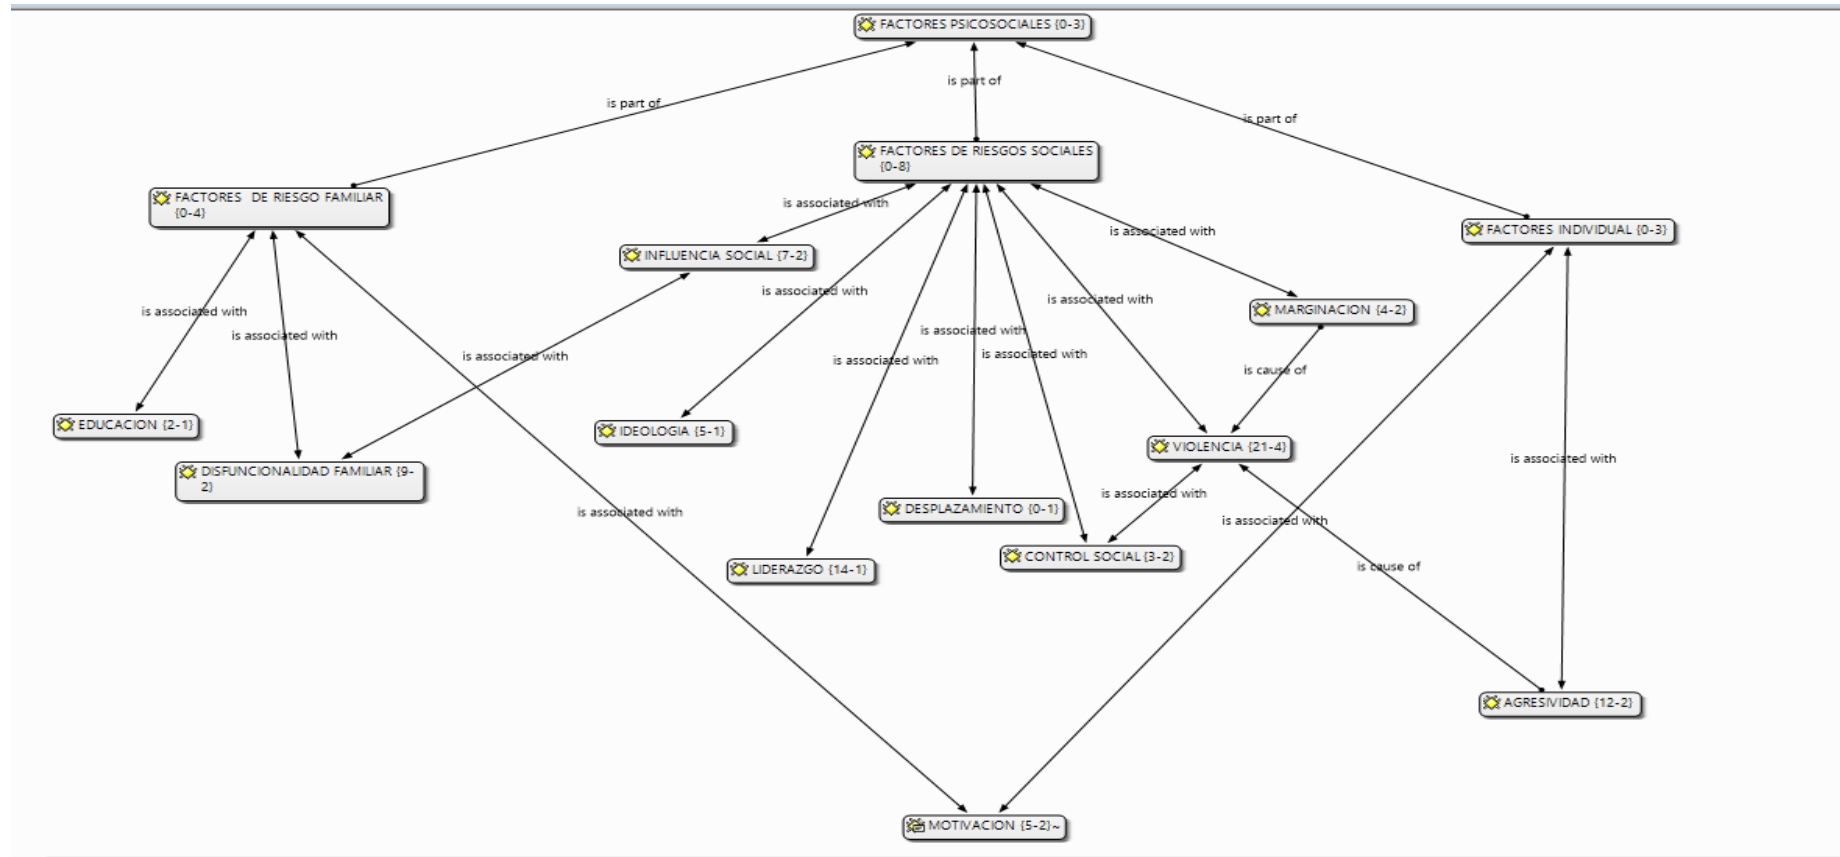 FACTORES PSICOSOCIALES {0-3}
is part of
is part of
is part of
FACTORES DE RIESGOS SOCIALES
{0-8}
FACTORES  DE RIESGO FAMILIAR
{0-4}
is associated with
FACTORES INDIVIDUAL {0-3}
is associated with
INFLUENCIA SOCIAL {7-2}
is associated with
is associated with
MARGINACION {4-2}
is associated with
is associated with
is associated with
is associated with
is associated with
is associated with
is cause of
EDUCACION {2-1}
IDEOLOGIA {5-1}
VIOLENCIA {21-4}
is associated with
DISFUNCIONALIDAD FAMILIAR {9-
2}
is associated with
DESPLAZAMIENTO {0-1}
is associated with
is associated with
CONTROL SOCIAL {3-2}
LIDERAZGO {14-1}
is cause of
AGRESIVIDAD {12-2}
MOTIVACION {5-2}~